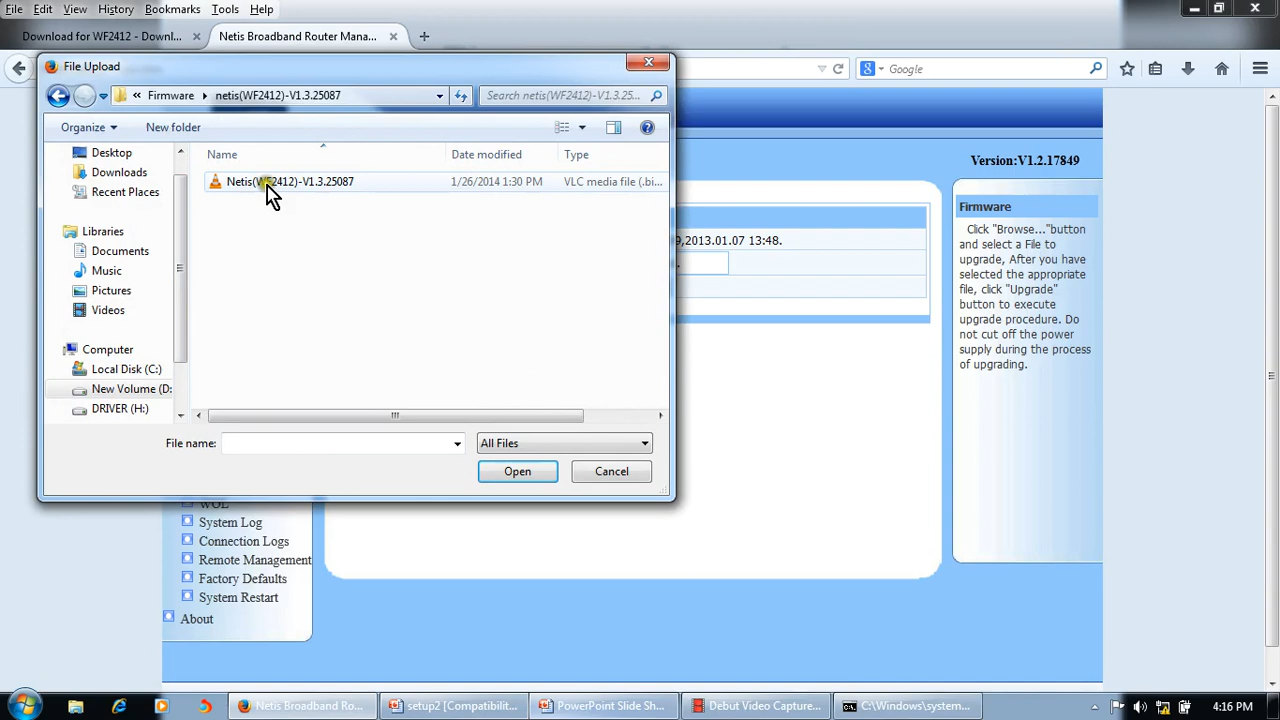 File Edit View History Bookmarks Tools Help
Download for WF2412 - Downl...
Netis Broadband Router Mana...
File Upload
Google
Firmware netis(WF2412)-V1.3.25087
Search netis(WF2412)-V1.3.25...
Organize New folder
Name Date modified Type
Desktop
Downloads
Recent Places
Libraries
Documents
Music
Pictures
Videos
Computer
Local Disk (C:)
New Volume (D:
DRIVER (H:)
Netis(WF2412)-V1.3.25087 1/26/2014 1:30 PM VLC media file (.bi...
File name:
All Files
Open Cancel
Version:V1.2.17849
9,2013.01.07 13:48.
Firmware
Click "Browse..."button
and select a File to
upgrade, After you have
selected the appropriate
file, click "Upgrade"
button to execute
upgrade procedure. Do
not cut off the power
supply during the process
of upgrading.
WOL
System Log
Connection Logs
Remote Management
Factory Defaults
System Restart
About
Netis Broadband Ro...
setup2 [Compatibilit...
PowerPoint Slide Sh...
Debut Video Capture...
C:\Windows\system...
4:16 PM